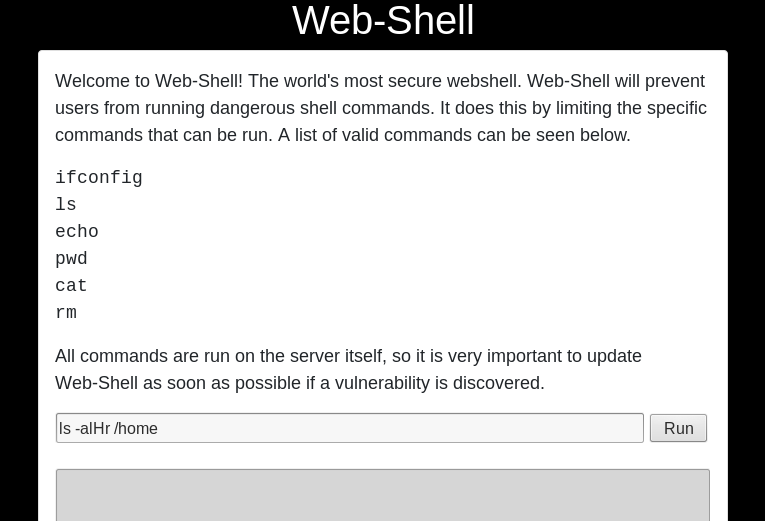 Web-Shell
Welcome to Web-Shell! The world's most secure webshell. Web-Shell will prevent
users from running dangerous shell commands. It does this by limiting the specific
commands that can be run. A list of valid commands can be seen below.
ifconfig
ls
echo
pwd
cat
rm
All commands are run on the server itself, so it is very important to update
Web-Shell as soon as possible if a vulnerability is discovered.
ls -alHr /home Run